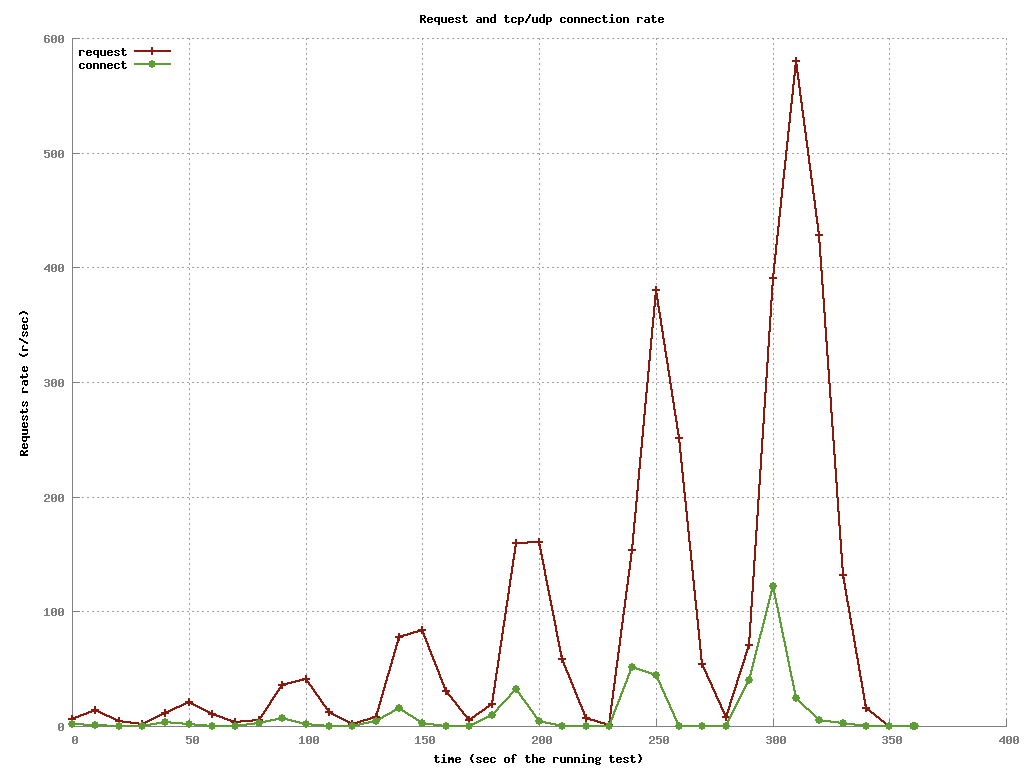 Request and tcp/udp connection rate
600
request
connect
500
400
Requests rate (r/sec)
300
200
100
0
0 50 100 150 200 250 300 350 400
time (sec of the running test)